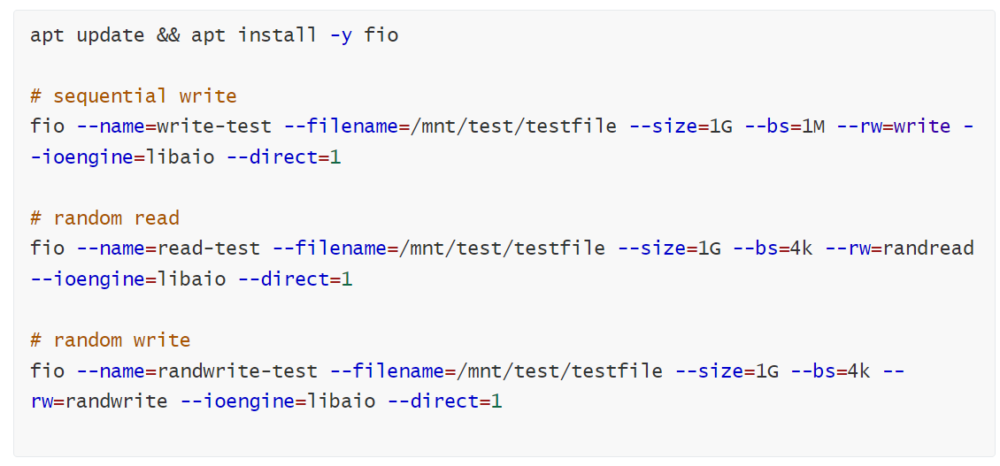 apt update && apt install -y fio
# sequential write
fio --name=write-test --filename=/mnt/test/testfile --size=1G --bs=1M --rw=write -
-ioengine=libaio --direct=1
# random read
fio --name=read-test --filename=/mnt/test/testfile --size=1G --bs=4k --rw=randread
--ioengine=libaio --direct=1
# random write
fio --name=randwrite-test --filename=/mnt/test/testfile --size=1G --bs=4k --
rw=randwrite --ioengine=libaio --direct=1